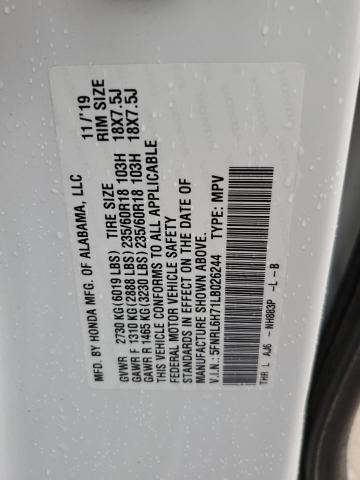 MFD. BY HONDA MFG. OF ALABAMA, LLC 11/'19
TIRE SIZE RIM SIZE
GVWR 2730 KG(6019 LBS)
GAWR F 1310 KG(2888 LBS) 235/60R18 103H 18X7.5J
GAWR R 1465 KG(3230 LBS) 235/60R18 103H 18X7.5J
THIS VEHICLE CONFORMS TO ALL APPLICABLE
FEDERAL MOTOR VEHICLE SAFETY
STANDARDS IN EFFECT ON THE DATE OF
MANUFACTURE SHOWN ABOVE.
V.I.N.: 5FNRL6H71LB026244 TYPE: MPV
THR L AJ6 -NH883P -L -B